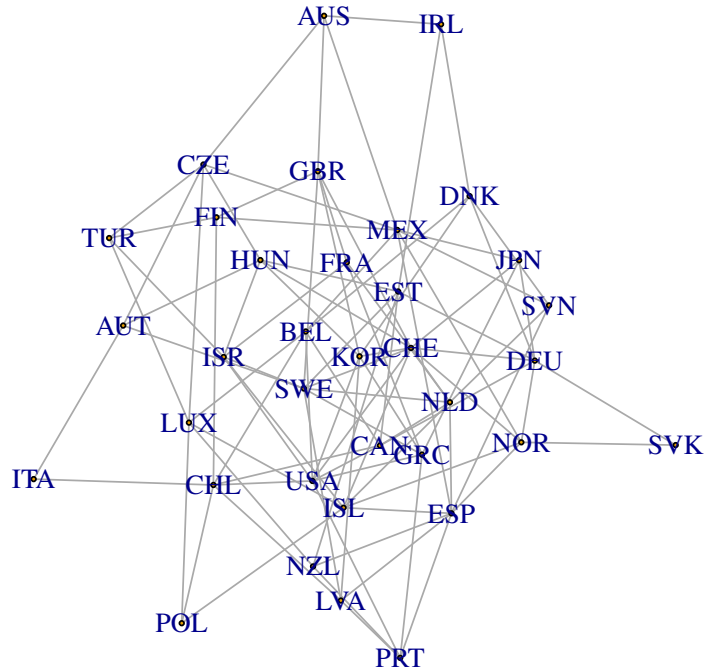 AUS
IRL
CZE
GBR
DNK
FIN
MEX
TUR
HUN
FRA
JPN
EST
SVN
AUT
BEL
ISR
KOR
CHE
DEU
SWE
NLD
LUX
CAN
GRC
NOR
SVK
ITA
CHL
USA
ISL
ESP
NZL
LVA
POL
PRT